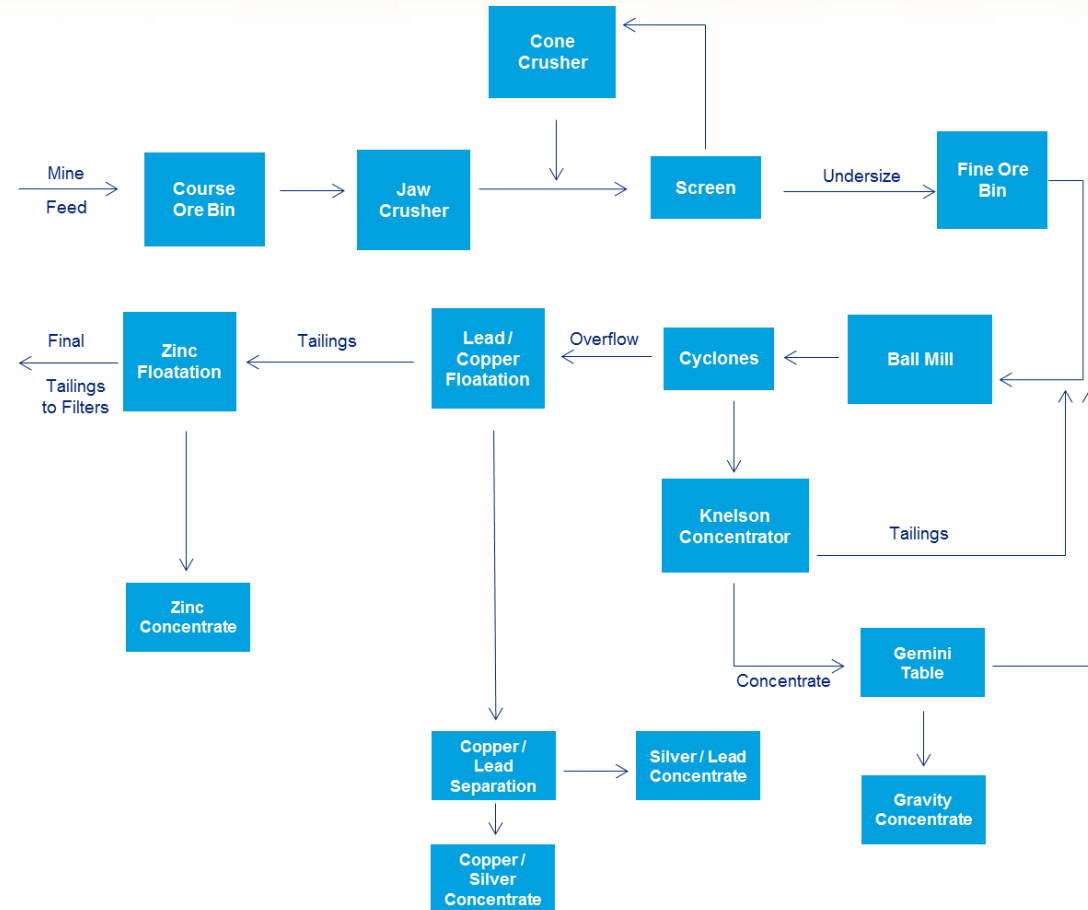 Cone
Crusher
Mine
Feed
Course
Ore Bin
Jaw
Crusher
Screen
Undersize
Fine Ore
Bin
Final
Tailings
to Filters
Zinc
Floatation
Tailings
Lead /
Copper
Floatation
Overflow
Cyclones
Ball Mill
Knelson
Concentrator
Tailings
Zinc
Concentrate
Concentrate
Gemini
Table
Copper /
Lead
Separation
Silver / Lead
Concentrate
Gravity
Concentrate
Copper /
Silver
Concentrate